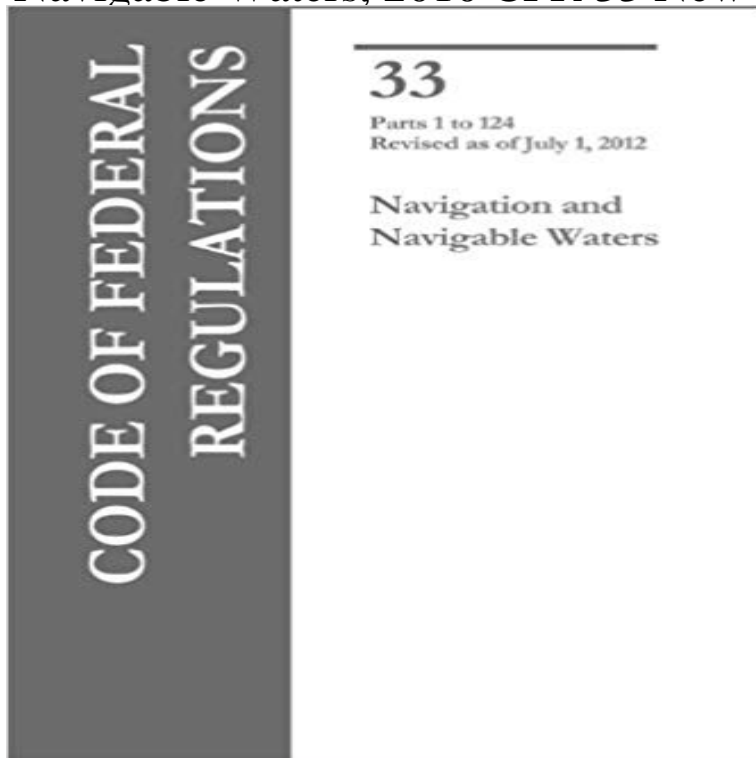 CODE OF FEDERAL
REGULATIONS
33
Parts 1 to 124
Revised as of July 1, 2012
Navigation and
Navigable Waters